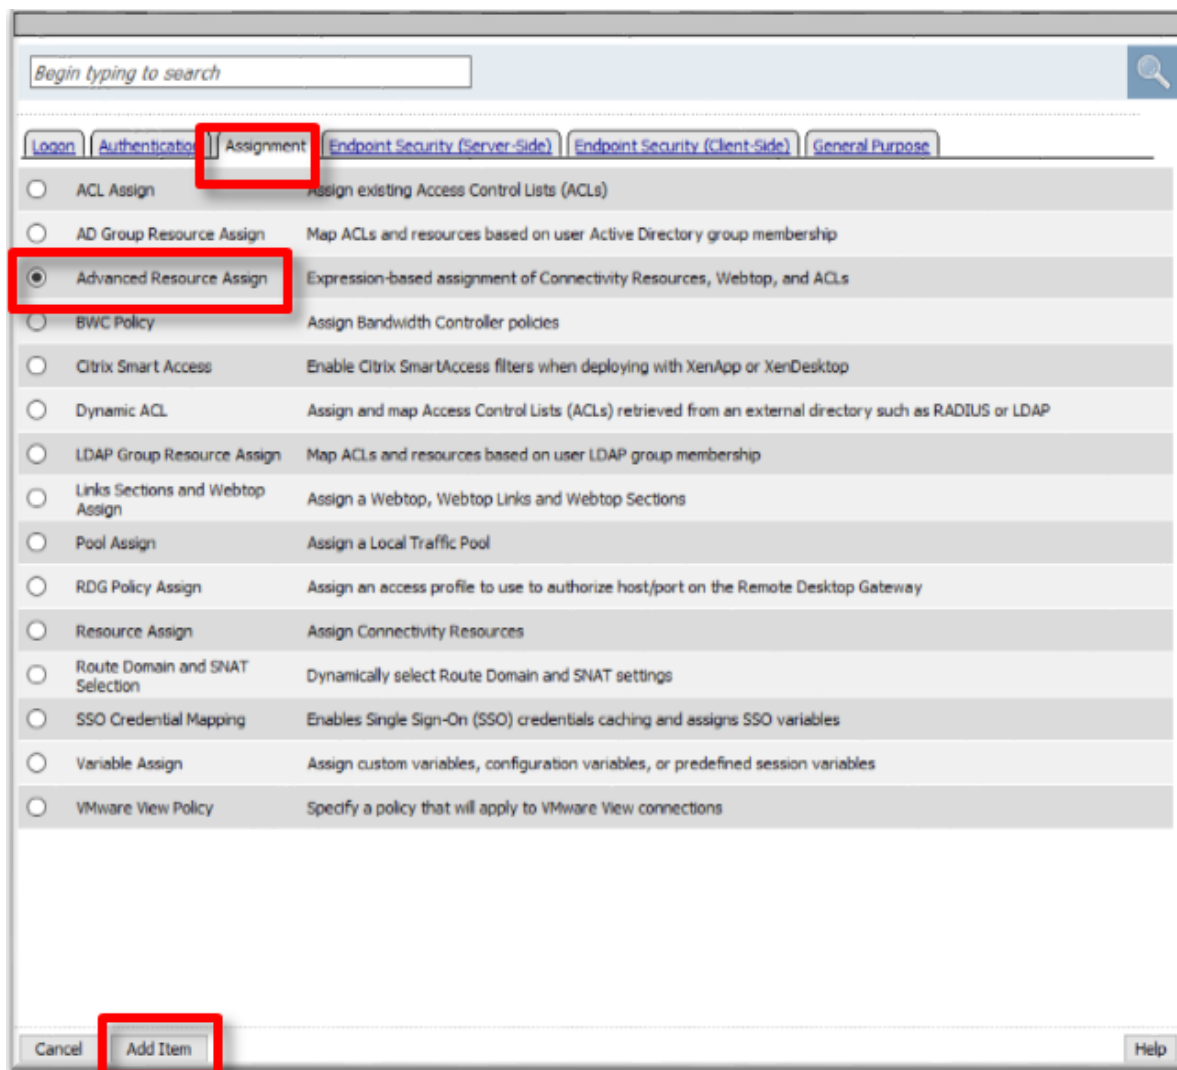 Begin typing to search
Logon Authentication Assignment Endpoint Security (Server-Side) Endpoint Security (Client-Side) General Purpose
ACL Assign Assign existing Access Control Lists (ACLs)
AD Group Resource Assign Map ACLs and resources based on user Active Directory group membership
Advanced Resource Assign Expression-based assignment of Connectivity Resources, Webtop, and ACLs
BWC Policy Assign Bandwidth Controller policies
Citrix Smart Access Enable Citrix SmartAccess filters when deploying with XenApp or XenDesktop
Dynamic ACL Assign and map Access Control Lists (ACLs) retrieved from an external directory such as RADIUS or LDAP
LDAP Group Resource Assign Map ACLs and resources based on user LDAP group membership
Links Sections and Webtop
Assign Assign a Webtop, Webtop Links and Webtop Sections
Pool Assign Assign a Local Traffic Pool
RDG Policy Assign Assign an access profile to use to authorize host/port on the Remote Desktop Gateway
Resource Assign Assign Connectivity Resources
Route Domain and SNAT
Selection Dynamically select Route Domain and SNAT settings
SSO Credential Mapping Enables Single Sign-On (SSO) credentials caching and assigns SSO variables
Variable Assign Assign custom variables, configuration variables, or predefined session variables
VMware View Policy Specify a policy that will apply to VMware View connections
Cancel Add Item Help